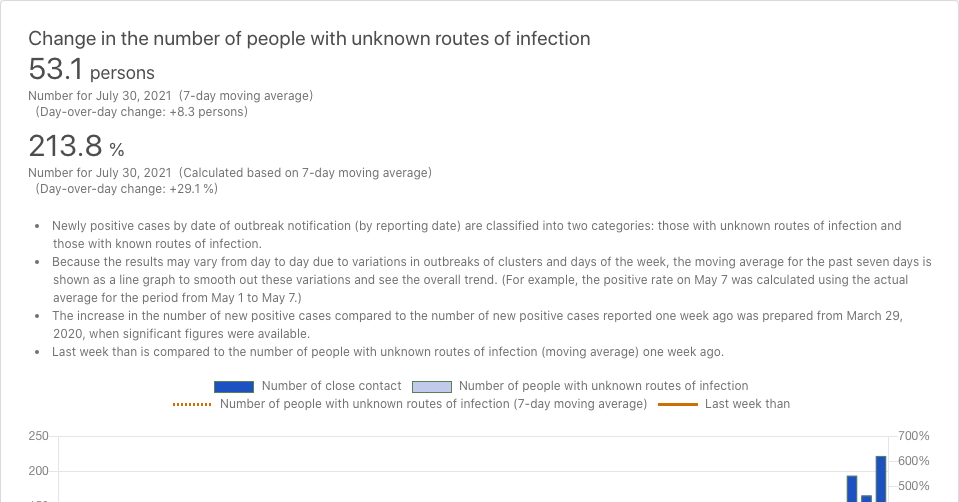 Change in the number of people with unknown routes of infection
53.1 persons
Number for July 30, 2021 (7-day moving average)
(Day-over-day change: +8.3 persons)
213.8 %
Number for July 30, 2021 (Calculated based on 7-day moving average)
(Day-over-day change: +29.1 %)
• Newly positive cases by date of outbreak notification (by reporting date) are classified into two categories: those with unknown routes of infection and
those with known routes of infection.
• Because the results may vary from day to day due to variations in outbreaks of clusters and days of the week, the moving average for the past seven days is
shown as a line graph to smooth out these variations and see the overall trend. (For example, the positive rate on May 7 was calculated using the actual
average for the period from May 1 to May 7.)
• The increase in the number of new positive cases compared to the number of new positive cases reported one week ago was prepared from March 29,
2020, when significant figures were available.
• Last week than is compared to the number of people with unknown routes of infection (moving average) one week ago.
Number of close contact Number of people with unknown routes of infection
Number of people with unknown routes of infection (7-day moving average) Last week than
250 700%
600%
200
500%